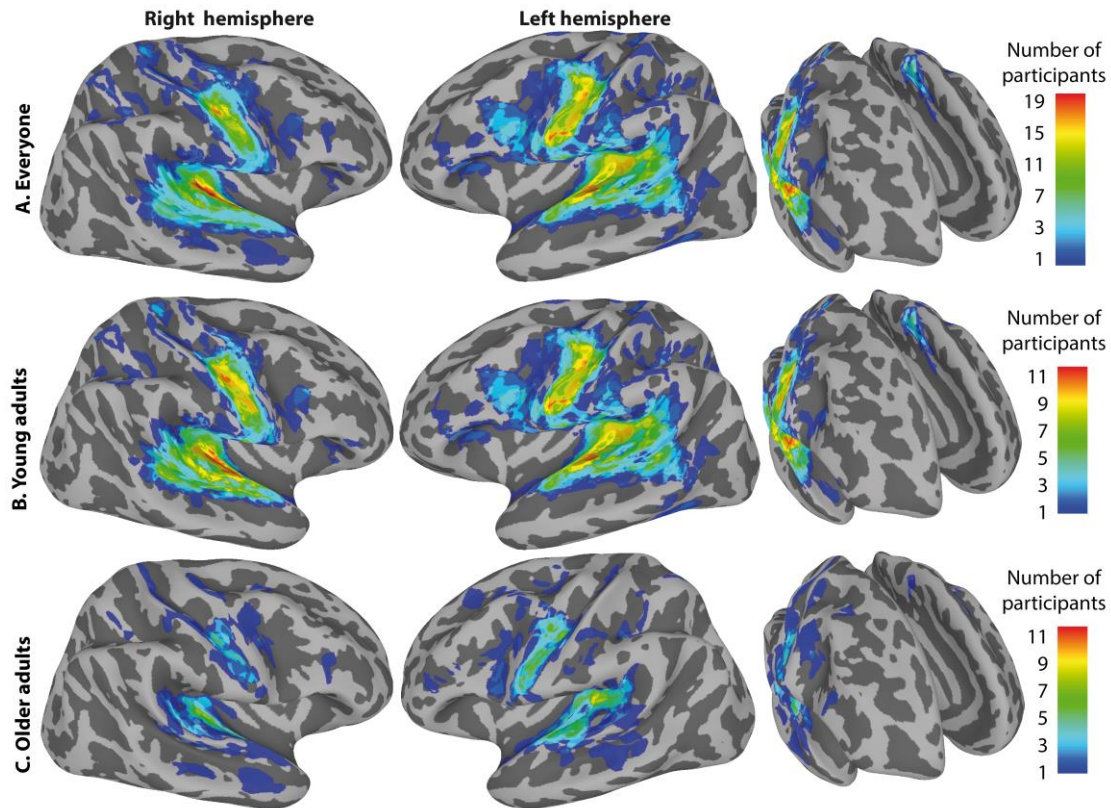 Right hemisphere
Left hemisphere
A. Everyone
Number of
participants
19
15
11
7
3
1
B. Young adults
Number of
participants
11
9
7
5
3
1
C. Older adults
Number of
participants
11
9
7
5
3
1